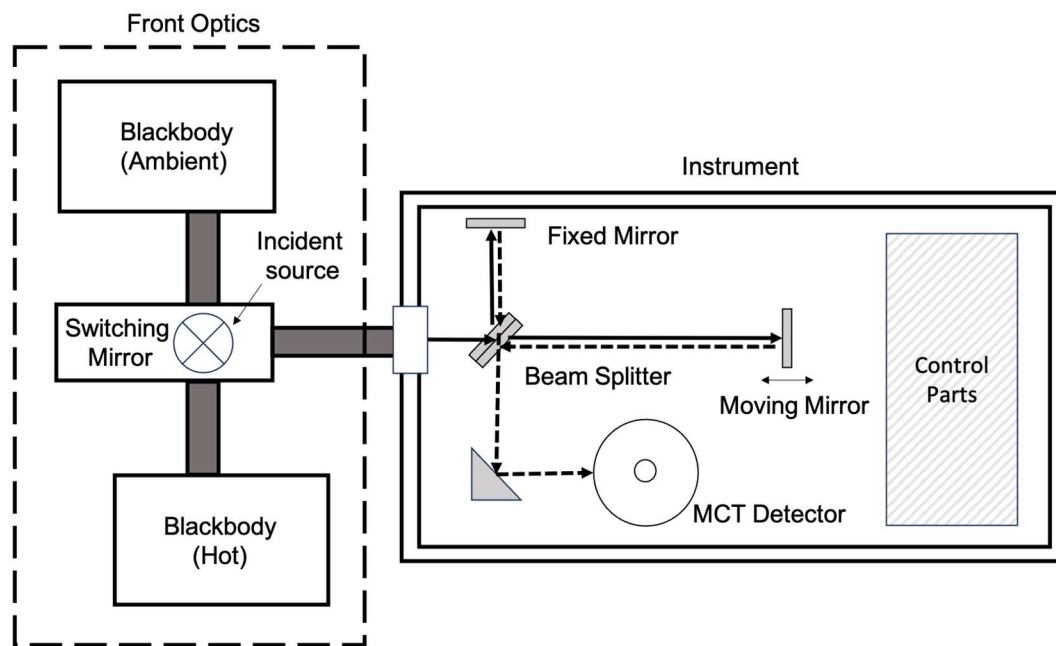 Front Optics
Blackbody
(Ambient)
Incident
source
Switching
Mirror
Blackbody
(Hot)
Instrument
Fixed Mirror
Beam Splitter
Moving Mirror
MCT Detector
Control
Parts